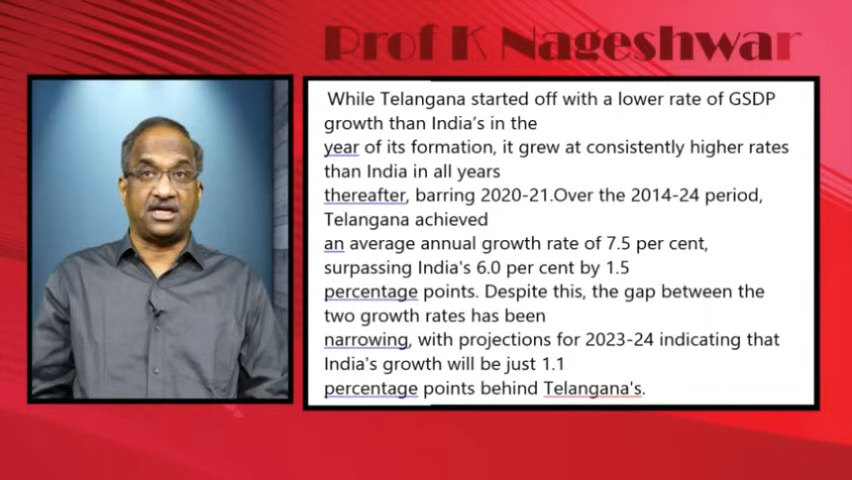 Prof K Nageshwar
While Telangana started off with a lower rate of GSDP
growth than India's in the
year of its formation, it grew at consistently higher rates
than India in all years
thereafter, barring 2020-21.Over the 2014-24 period,
Telangana achieved
an average annual growth rate of 7.5 per cent,
surpassing India's 6.0 per cent by 1.5
percentage points. Despite this, the gap between the
two growth rates has been
narrowing, with projections for 2023-24 indicating that
India's growth will be just 1.1
percentage points behind Telangana's.